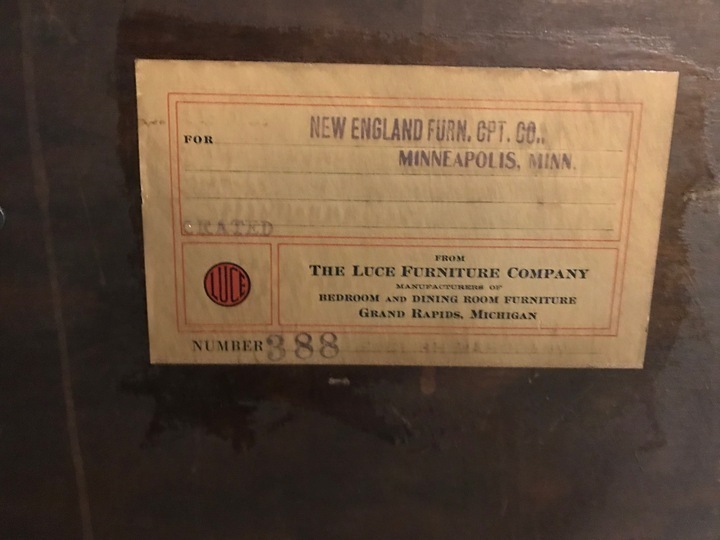 FOR NEW ENGLAND FURN. CPT. CO.,
MINNEAPOLIS, MINN.
CRATED
LUCE
FROM
THE LUCE FURNITURE COMPANY
MANUFACTURERS OF
BEDROOM AND DINING ROOM FURNITURE
GRAND RAPIDS, MICHIGAN
NUMBER 388